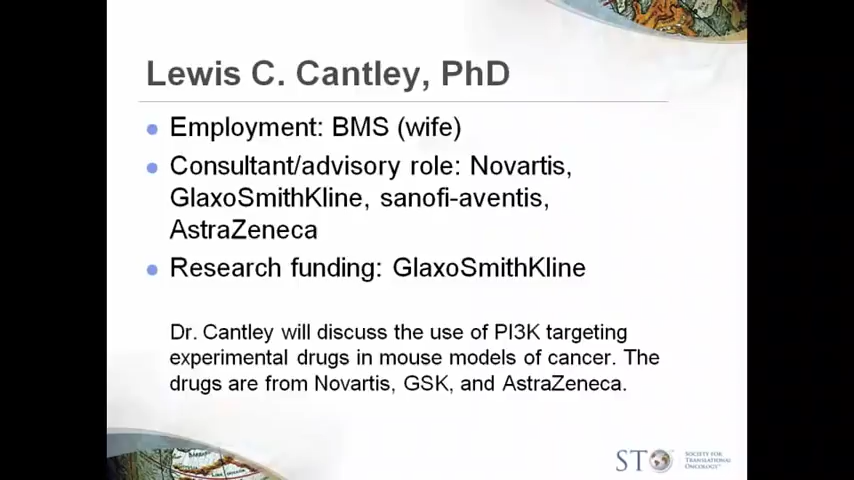 Lewis C. Cantley, PhD
Employment: BMS (wife)
Consultant/advisory role: Novartis,
GlaxoSmithKline, sanofi-aventis,
AstraZeneca
Research funding: GlaxoSmithKline
Dr. Cantley will discuss the use of PI3K targeting
experimental drugs in mouse models of cancer. The
drugs are from Novartis, GSK, and AstraZeneca.
STO
SOCIETY FOR
TRANSLATIONAL
ONCOLOGY